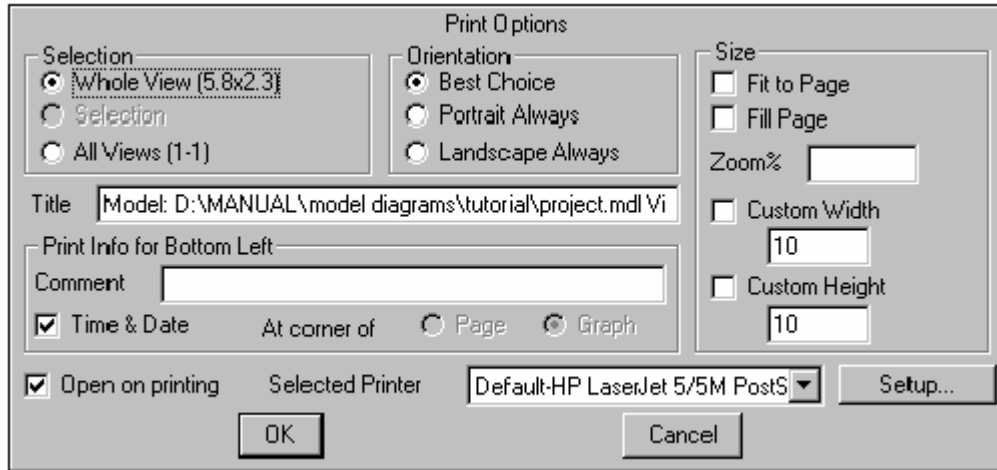 Print Options
Selection
Whole View (5.8x2.3)
Selection
All Views (1-1)
Orientation
Best Choice
Portrait Always
Landscape Always
Size
Fit to Page
Fill Page
Zoom%
Custom Width
10
Custom Height
10
Title Model: D:\MANUAL\model diagrams\tutorial\project.mdl Vi
Print Info for Bottom Left
Comment
Time & Date At corner of Page Graph
Open on printing Selected Printer Default-HP LaserJet 5/5M PostS Setup...
OK Cancel